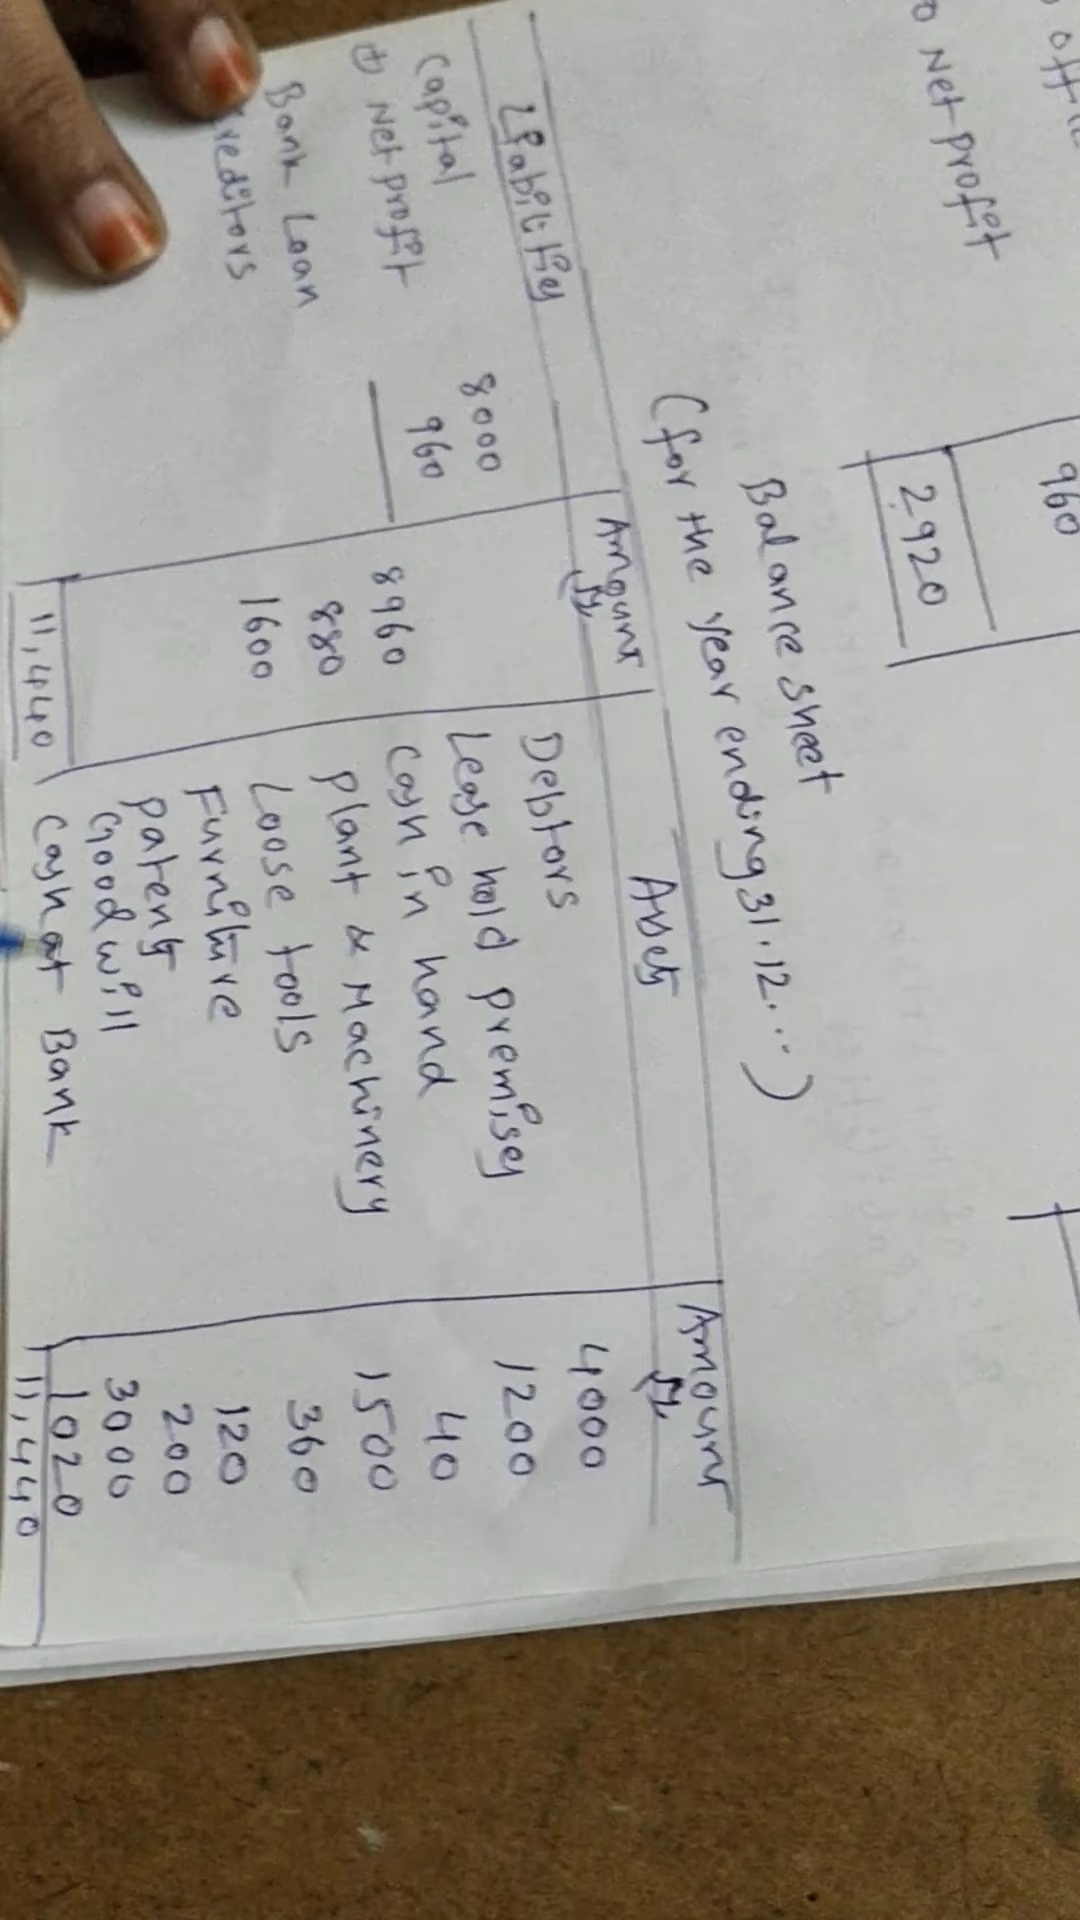 Net profit
960
2920
Balance sheet
(for the year ending 31.12...)
Liabilities Amount Assets Amount
Debtors 4000
Capital 8000 Lease hold premises 1200
(+) Net profit 960 8960 Cash in hand 40
Bank Loan 880 Plant & Machinery 1500
reditors 1600 Loose tools 360
Furniture 120
Patents 200
Goodwill 3000
Cash at Bank 1020
11,440 11,440